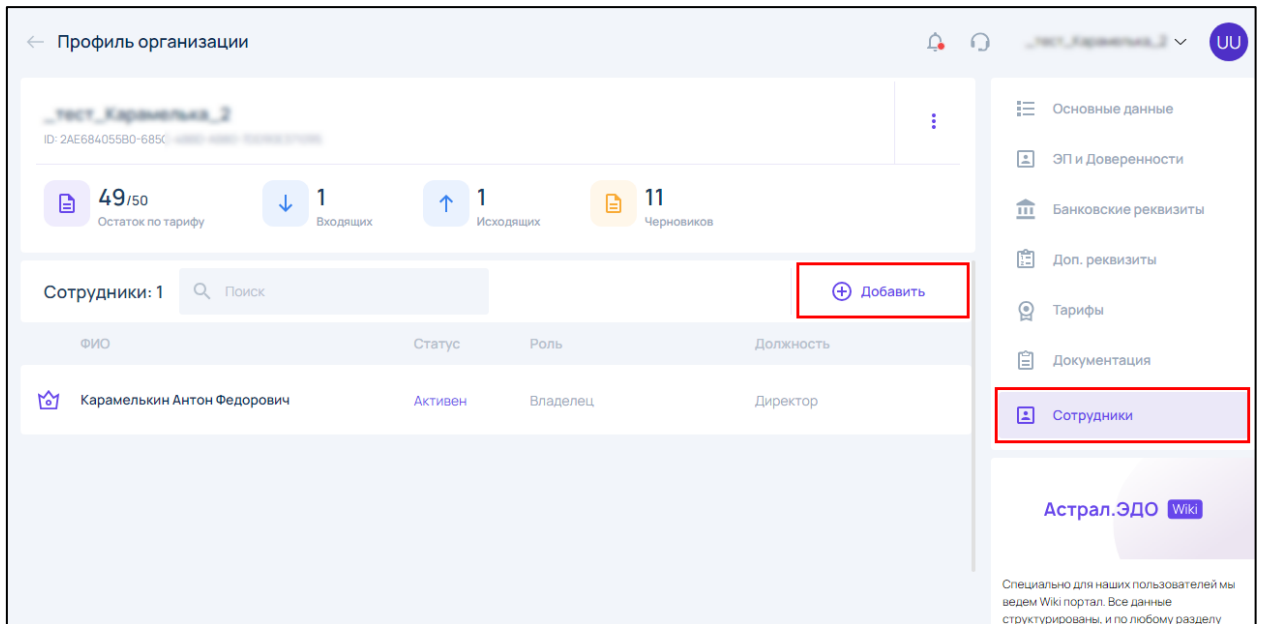 Профиль организации
UU
ID: 2AE684055B0-685
49/50
Остаток по тарифу
1
Входящих
1
Исходящих
11
Черновиков
Сотрудники: 1
Поиск
Добавить
ФИО Статус Роль Должность
Карамелькин Антон Федорович Активен Владелец Директор
Основные данные
ЭП и Доверенности
Банковские реквизиты
Доп. реквизиты
Тарифы
Документация
Сотрудники
Астрал.ЭДО Wiki
Специально для наших пользователей мы
ведем Wiki портал. Все данные
структурированы, и по любому разделу